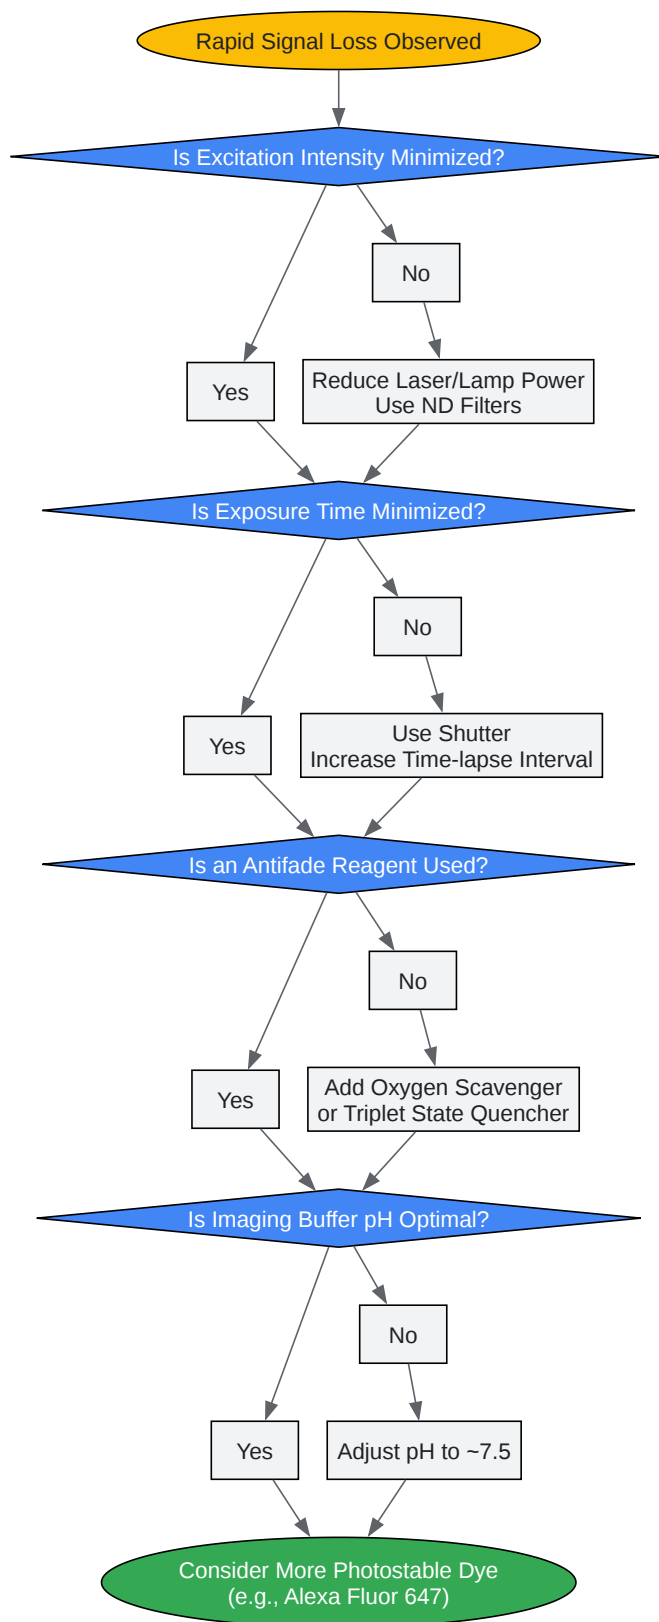 Rapid Signal Loss Observed
Is Excitation Intensity Minimized?
No
Yes
Reduce Laser/Lamp Power
Use ND Filters
Is Exposure Time Minimized?
No
Yes
Use Shutter
Increase Time-lapse Interval
Is an Antifade Reagent Used?
No
Yes
Add Oxygen Scavenger
or Triplet State Quencher
Is Imaging Buffer pH Optimal?
No
Yes
Adjust pH to ~7.5
Consider More Photostable Dye
(e.g., Alexa Fluor 647)